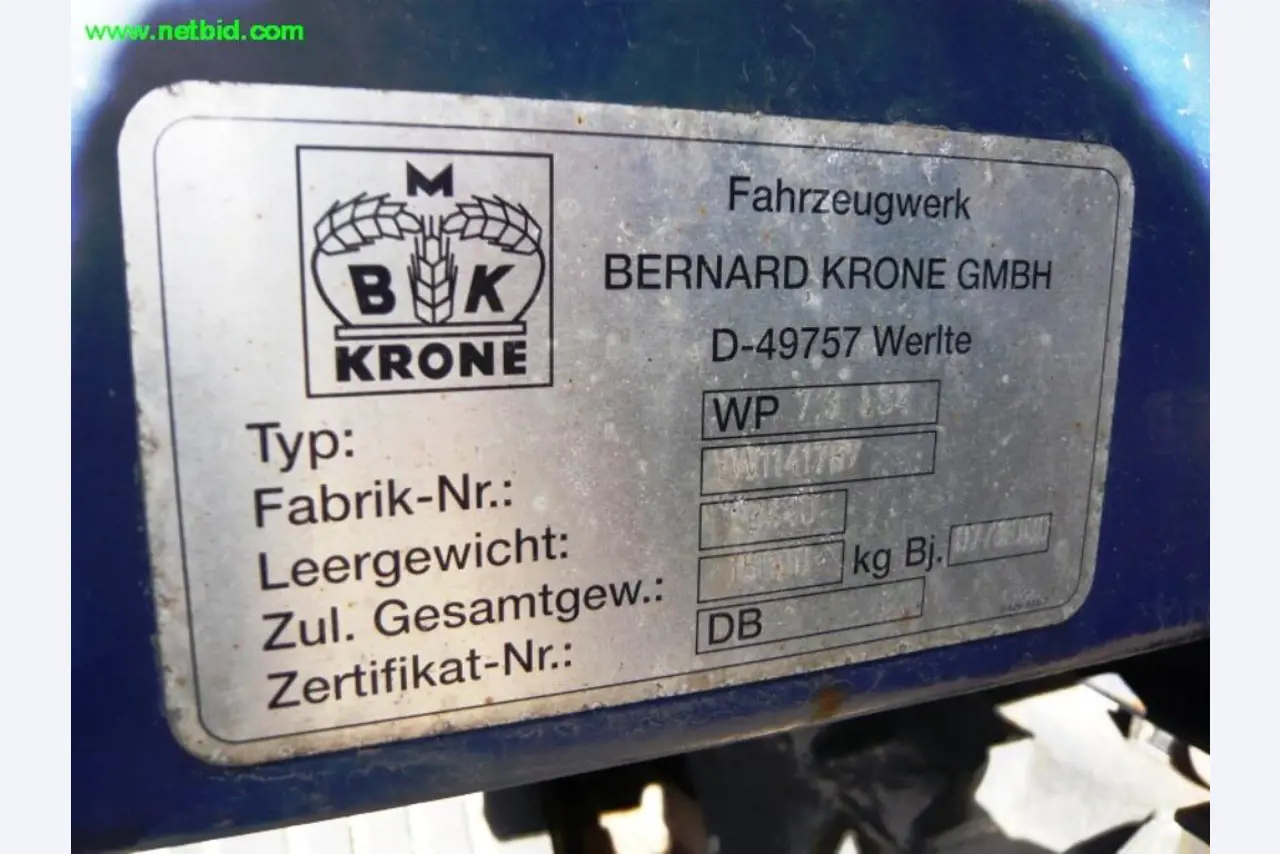 www.netbid.com
M
B K
KRONE
Fahrzeugwerk
BERNARD KRONE GMBH
D-49757 Werlte
Typ: WP
Fabrik-Nr.:
Leergewicht:
Zul. Gesamtgew.: kg Bj.
Zertifikat-Nr.: DB